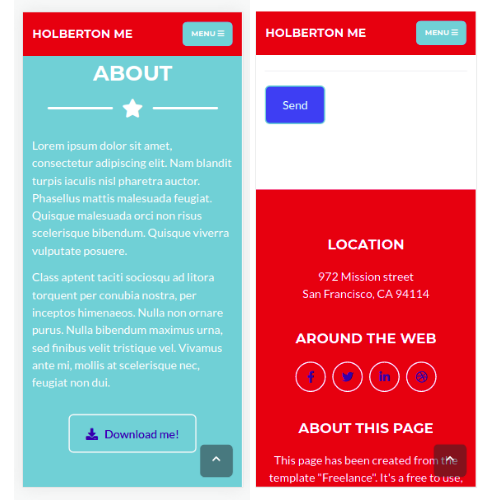 HOLBERTON ME
MENU
ABOUT
Lorem ipsum dolor sit amet,
consectetur adipiscing elit. Nam blandit
turpis iaculis nisl pharetra auctor.
Phasellus mattis malesuada feugiat.
Quisque malesuada orci non risus
scelerisque bibendum. Quisque viverra
vulputate posuere.
Class aptent taciti sociosqu ad litora
torquent per conubia nostra, per
inceptos himenaeos. Nulla non ornare
purus. Nulla bibendum maximus urna,
sed finibus velit tristique vel. Vivamus
ante mi, mollis at scelerisque nec,
feugiat non dui.
Download me!
HOLBERTON ME
MENU
Send
LOCATION
972 Mission street
San Francisco, CA 94114
AROUND THE WEB
ABOUT THIS PAGE
This page has been created from the
template "Freelance". It's a free to use,